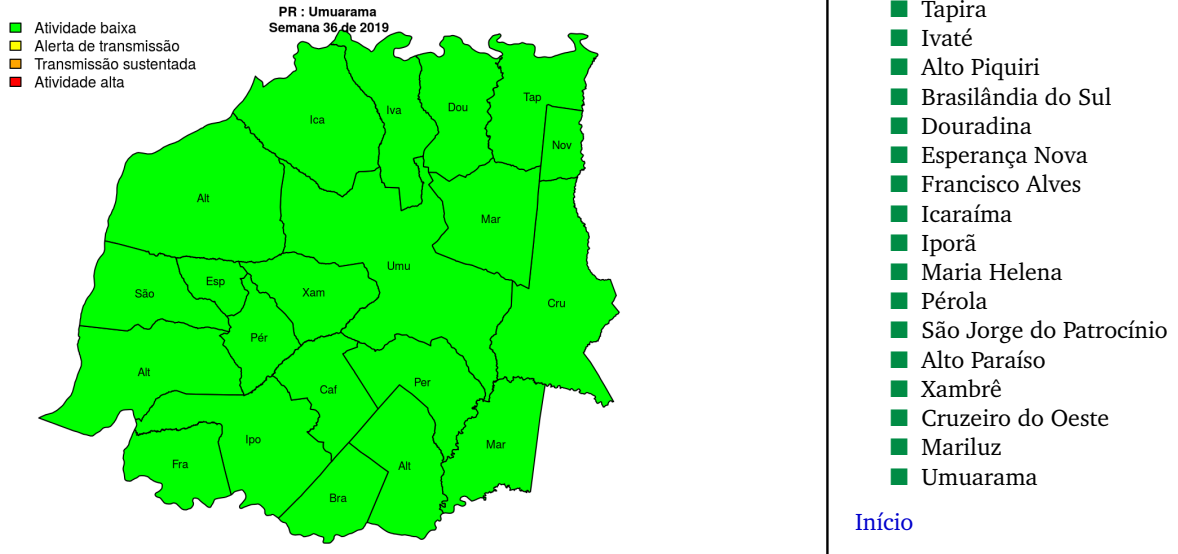 PR : Umuarama
Semana 36 de 2019
Atividade baixa
Alerta de transmissão
Transmissão sustentada
Atividade alta
Ica
Iva
Dou
Tap
Nov
Alt
Mar
Umu
Esp
São
Xam
Cru
Pér
Alt
Caf
Per
Ipo
Mar
Fra
Alt
Bra
Tapira
Ivaté
Alto Piquiri
Brasilândia do Sul
Douradina
Esperança Nova
Francisco Alves
Icaraíma
Iporã
Maria Helena
Pérola
São Jorge do Patrocínio
Alto Paraíso
Xambrê
Cruzeiro do Oeste
Mariluz
Umuarama
Início